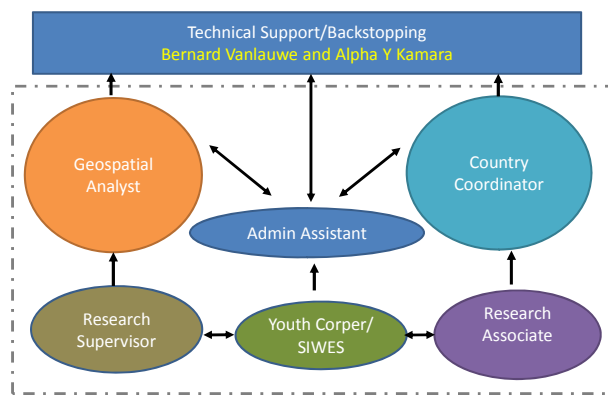 Technical Support/Backstopping
Bernard Vanlauwe and Alpha Y Kamara
Geospatial
Analyst
Country
Coordinator
Admin Assistant
Research
Supervisor
Youth Corper/
SIWES
Research
Associate